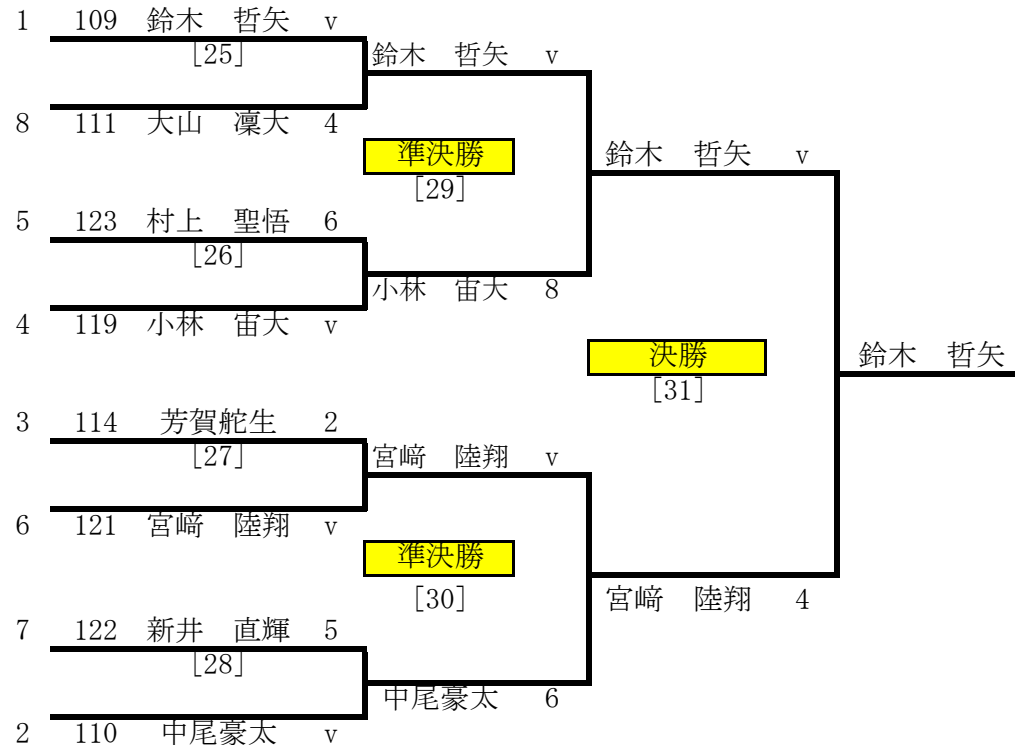 1 109 鈴木 哲矢 v
[25]
鈴木 哲矢 v
8 111 大山 凜大 4
準決勝
[29]
鈴木 哲矢 v
5 123 村上 聖悟 6
[26]
小林 宙大 8
4 119 小林 宙大 v
決勝
[31]
鈴木 哲矢
3 114 芳賀舵生 2
[27]
宮﨑 陸翔 v
6 121 宮﨑 陸翔 v
準決勝
[30]
宮﨑 陸翔 4
7 122 新井 直輝 5
[28]
中尾豪太 6
2 110 中尾豪太 v